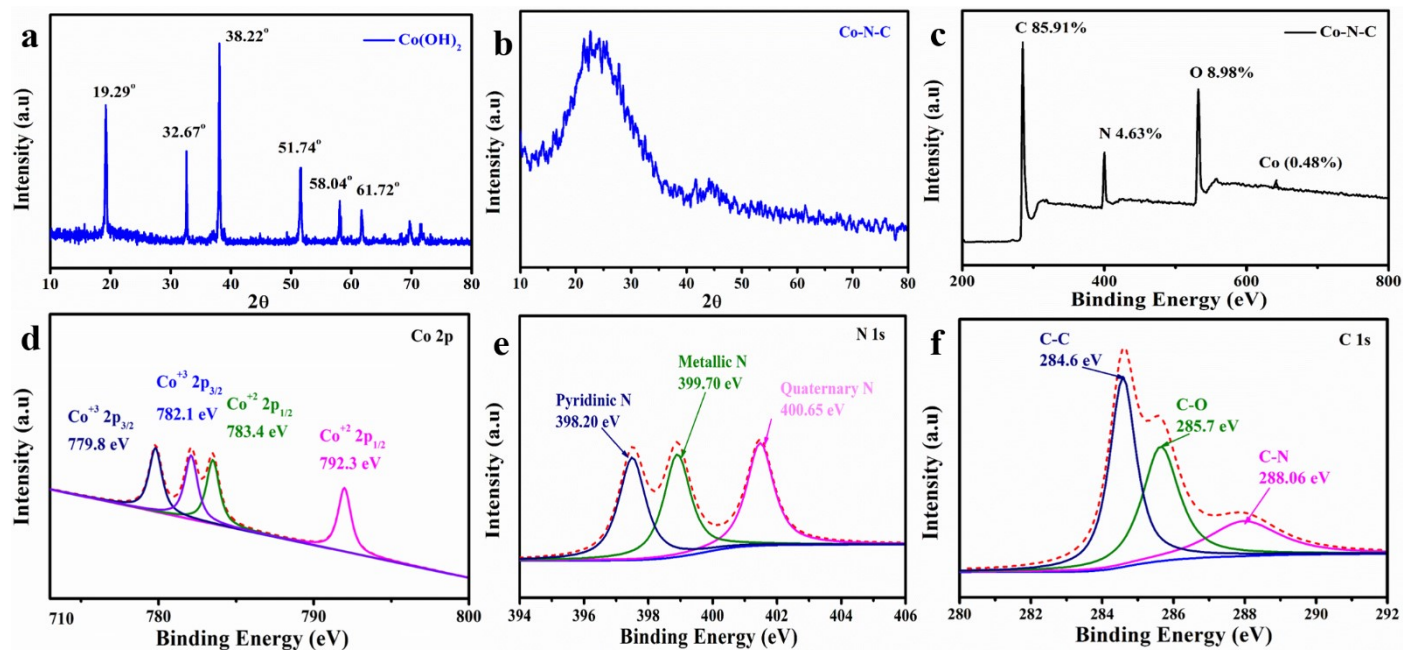 a
Co(OH)2
38.22°
19.29°
32.67°
51.74°
58.04°
61.72°
Intensity (a.u)
10 20 30 40 50 60 70 80
2θ
b
Co-N-C
Intensity (a.u)
10 20 30 40 50 60 70 80
2θ
c
C 85.91%
Co-N-C
O 8.98%
N 4.63%
Co (0.48%)
Intensity (a.u)
200 400 600 800
Binding Energy (eV)
d
Co 2p
Co+3 2p3/2
779.8 eV
Co+3 2p3/2
782.1 eV
Co+2 2p1/2
783.4 eV
Co+2 2p1/2
792.3 eV
Intensity (a.u)
710 780 790 800
Binding Energy (eV)
e
N 1s
Pyridinic N
398.20 eV
Metallic N
399.70 eV
Quaternary N
400.65 eV
Intensity (a.u)
394 396 398 400 402 404 406
Binding Energy (eV)
f
C 1s
C-C
284.6 eV
C-O
285.7 eV
C-N
288.06 eV
Intensity (a.u)
280 282 284 286 288 290 292
Binding Energy (eV)